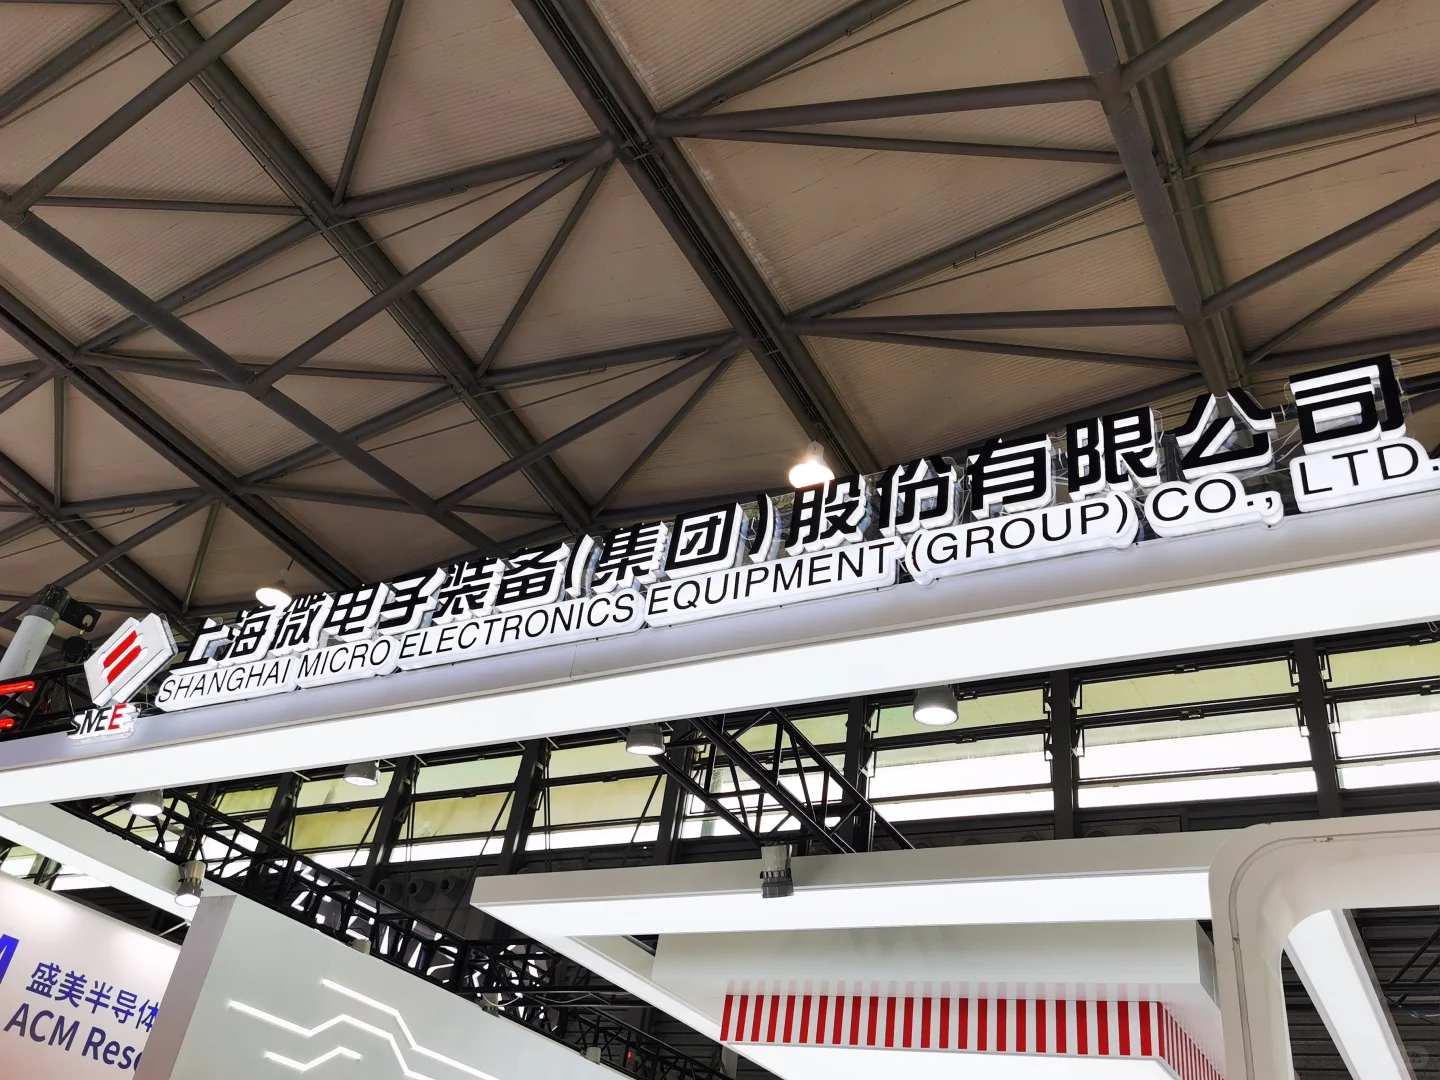 上海微电子装备(集团)股份有限公司
SHANGHAI MICRO ELECTRONICS EQUIPMENT (GROUP) CO., LTD.
SMEE
盛美半导体
ACM